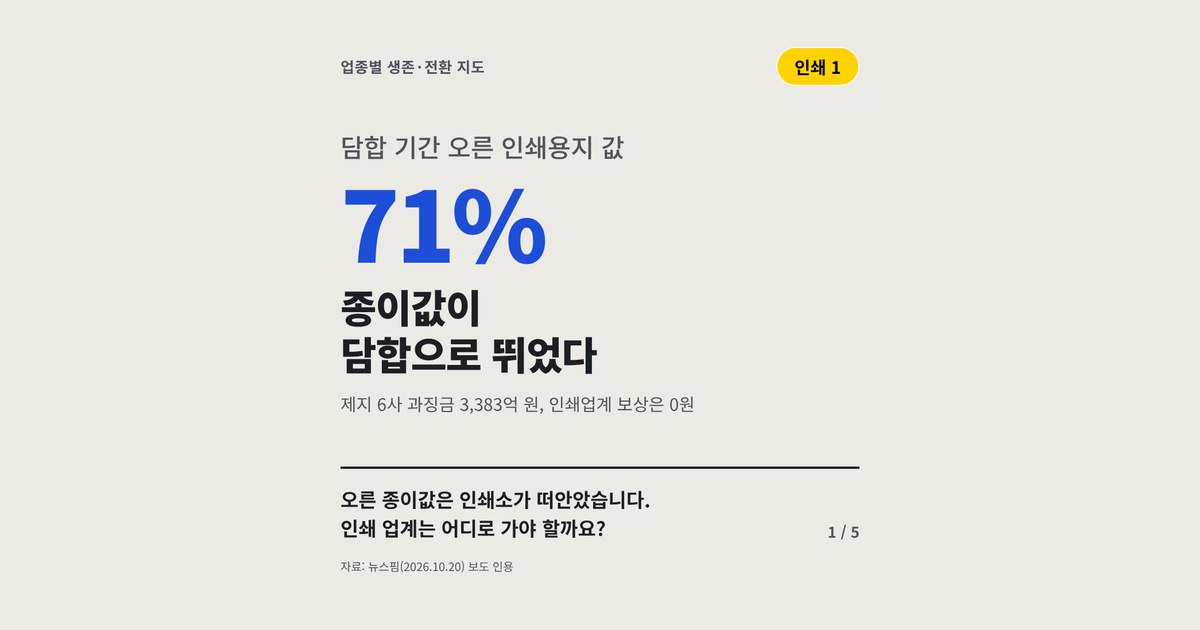 업종별 생존·전환 지도
인쇄 1
담합 기간 오른 인쇄용지 값
71%
종이값이
담합으로 뛰었다
제지 6사 과징금 3,383억 원, 인쇄업계 보상은 0원
오른 종이값은 인쇄소가 떠안았습니다.
인쇄 업계는 어디로 가야 할까요?
1 / 5
자료: 뉴스핌(2026.10.20) 보도 인용